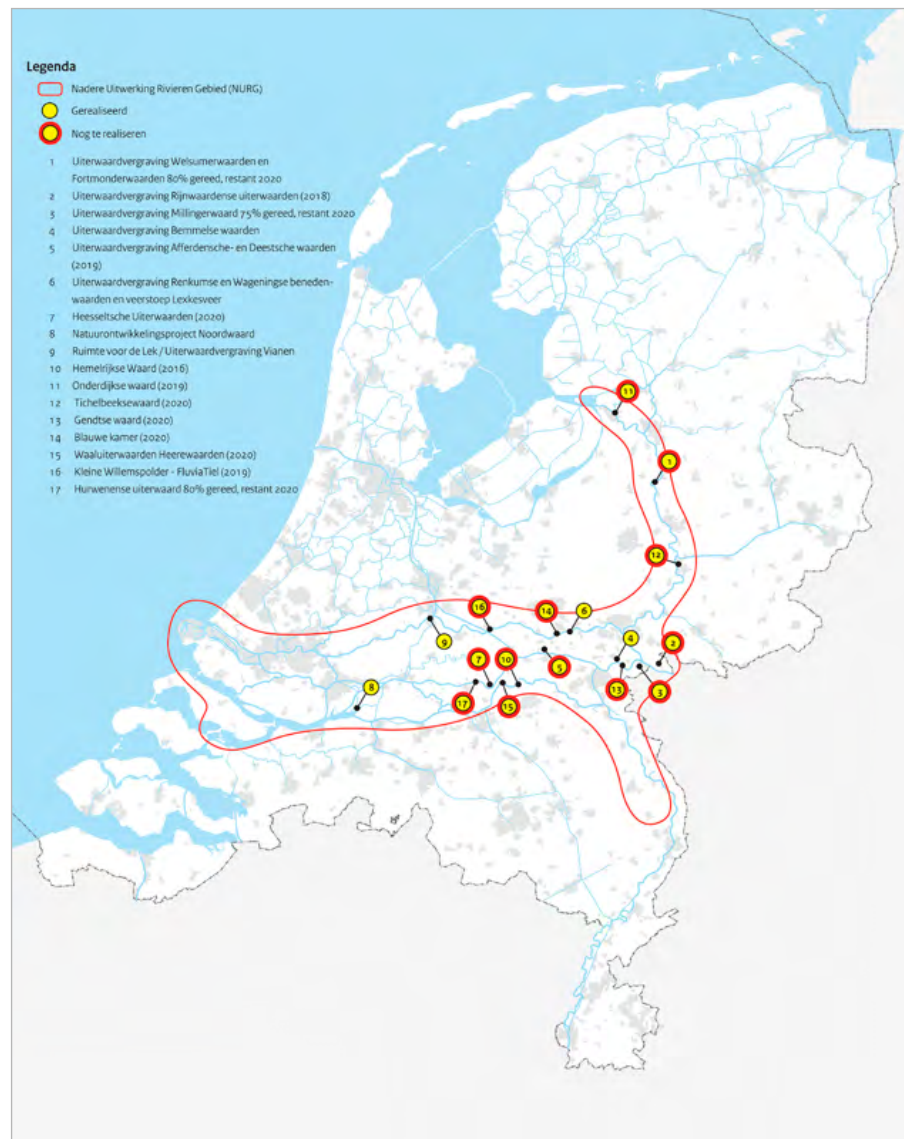 Legenda
Nadere Uitwerking Rivieren Gebied (NURG)
Gerealiseerd
Nog te realiseren
1 Uiterwaardvergraving Welsumerwaarden en
Fortmonderwaarden 80% gereed, restant 2020
2 Uiterwaardvergraving Rijnwaardense uiterwaarden (2018)
3 Uiterwaardvergraving Millingerwaard 75% gereed, restant 2020
4 Uiterwaardvergraving Bemmelse waarden
5 Uiterwaardvergraving Afferdensche- en Deestsche waarden
(2019)
6 Uiterwaardvergraving Renkumse en Wageningse beneden-
waarden en veerstoep Lexkesveer
7 Heesseltsche Uiterwaarden (2020)
8 Natuurontwikkelingsproject Noordwaard
9 Ruimte voor de Lek / Uiterwaardvergraving Vianen
10 Hemelrijkse Waard (2016)
11 Onderdijkse waard (2019)
12 Tichelbeeksewaard (2020)
13 Gendtse waard (2020)
14 Blauwe kamer (2020)
15 Waaluiterwaarden Heerewaarden (2020)
16 Kleine Willemspolder - FluviaTiel (2019)
17 Hurwenense uiterwaard 80% gereed, restant 2020
11
1
12
16
14
6
9
4
2
7
10
5
8
13
3
17
15